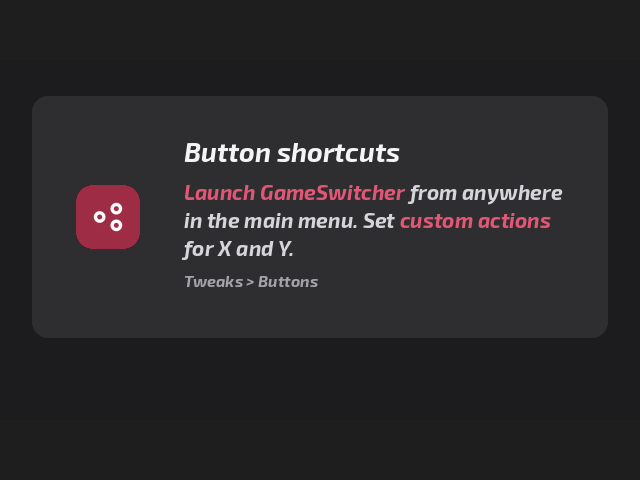 Button shortcuts
Launch GameSwitcher from anywhere
in the main menu. Set custom actions
for X and Y.
Tweaks > Buttons